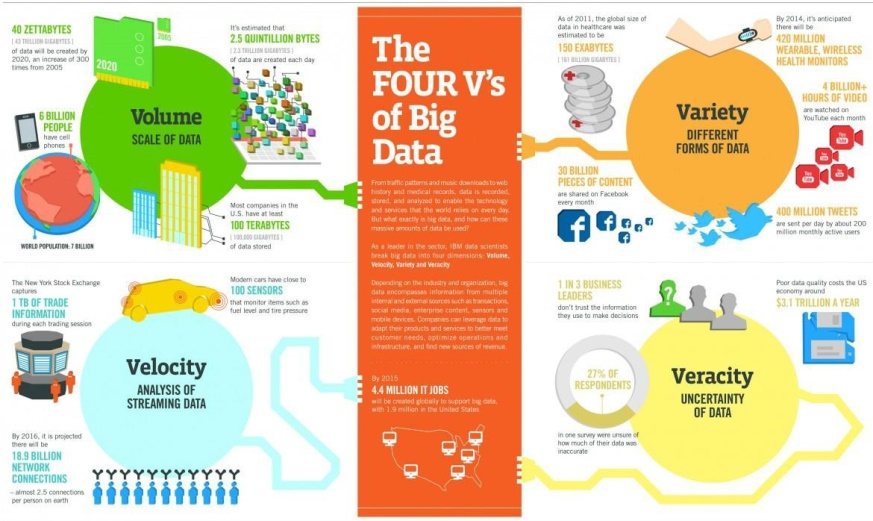 40 ZETTABYTES
[ 43 TRILLION GIGABYTES ]
of data will be created by
2020, an increase of 300
times from 2005
2020
2005
It's estimated that
2.5 QUINTILLION BYTES
[ 2.3 TRILLION GIGABYTES ]
of data are created each day
6 BILLION
PEOPLE
have cell
phones
WORLD POPULATION: 7 BILLION
Volume
SCALE OF DATA
Most companies in the
U.S. have at least
100 TERABYTES
[ 100,000 GIGABYTES ]
of data stored
The New York Stock Exchange
captures
1 TB OF TRADE
INFORMATION
during each trading session
Modern cars have close to
100 SENSORS
that monitor items such as
fuel level and tire pressure
Velocity
ANALYSIS OF
STREAMING DATA
By 2016, it is projected
there will be
18.9 BILLION
NETWORK
CONNECTIONS
– almost 2.5 connections
per person on earth
The
FOUR V's
of Big
Data
From traffic patterns and music downloads to web
history and medical records, data is recorded,
stored, and analyzed to enable the technology
and services that the world relies on every day.
But what exactly is big data, and how can these
massive amounts of data be used?
As a leader in the sector, IBM data scientists
break big data into four dimensions: Volume,
Velocity, Variety and Veracity
Depending on the industry and organization, big
data encompasses information from multiple
internal and external sources such as transactions,
social media, enterprise content, sensors and
mobile devices. Companies can leverage data to
adapt their products and services to better meet
customer needs, optimize operations and
infrastructure, and find new sources of revenue.
By 2015
4.4 MILLION IT JOBS
will be created globally to support big data,
with 1.9 million in the United States
As of 2011, the global size of
data in healthcare was
estimated to be
150 EXABYTES
[ 161 BILLION GIGABYTES ]
By 2014, it's anticipated
there will be
420 MILLION
WEARABLE, WIRELESS
HEALTH MONITORS
4 BILLION+
HOURS OF VIDEO
are watched on
YouTube each month
Variety
DIFFERENT
FORMS OF DATA
30 BILLION
PIECES OF CONTENT
are shared on Facebook
every month
400 MILLION TWEETS
are sent per day by about 200
million monthly active users
1 IN 3 BUSINESS
LEADERS
don't trust the information
they use to make decisions
Poor data quality costs the US
economy around
$3.1 TRILLION A YEAR
27% OF
RESPONDENTS
in one survey were unsure of
how much of their data was
inaccurate
Veracity
UNCERTAINTY
OF DATA